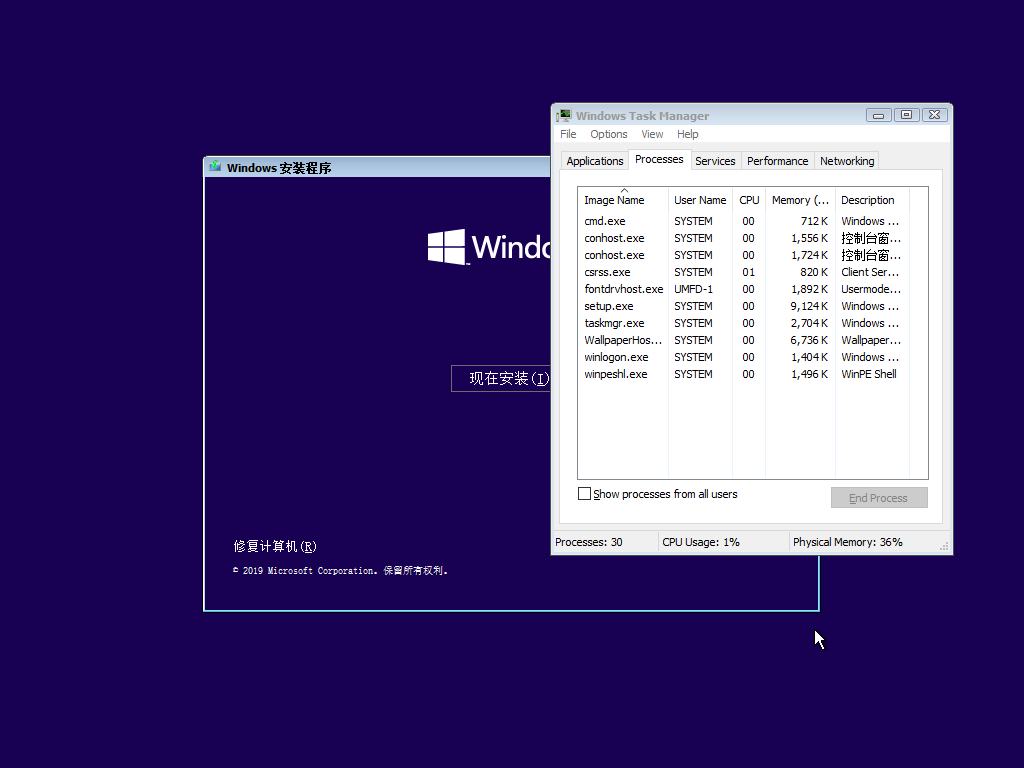 Windows Task Manager
File Options View Help
Applications Processes Services Performance Networking
Image Name User Name CPU Memory (... Description
cmd.exe SYSTEM 00 712 K Windows ...
conhost.exe SYSTEM 00 1,556 K 控制台窗...
conhost.exe SYSTEM 00 1,724 K 控制台窗...
csrss.exe SYSTEM 01 820 K Client Ser...
fontdrvhost.exe UMFD-1 00 1,892 K Usermode...
setup.exe SYSTEM 00 9,124 K Windows ...
taskmgr.exe SYSTEM 00 2,704 K Windows ...
WallpaperHos... SYSTEM 00 6,736 K Wallpaper...
winlogon.exe SYSTEM 00 1,404 K Windows ...
winpeshl.exe SYSTEM 00 1,496 K WinPE Shell
Show processes from all users
End Process
Processes: 30 CPU Usage: 1% Physical Memory: 36%
Windows 安装程序
Windo
现在安装(I)
修复计算机(R)
© 2019 Microsoft Corporation. 保留所有权利.